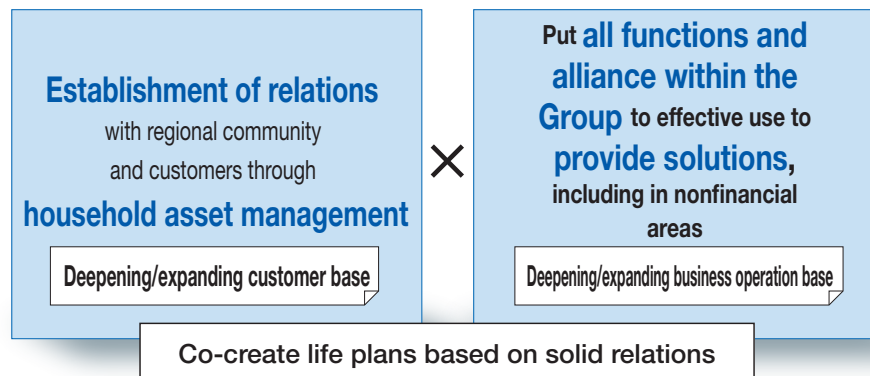 Establishment of relations
with regional community
and customers through
household asset management
Deepening/expanding customer base
×
Put all functions and
alliance within the
Group to effective use to
provide solutions,
including in nonfinancial
areas
Deepening/expanding business operation base
Co-create life plans based on solid relations